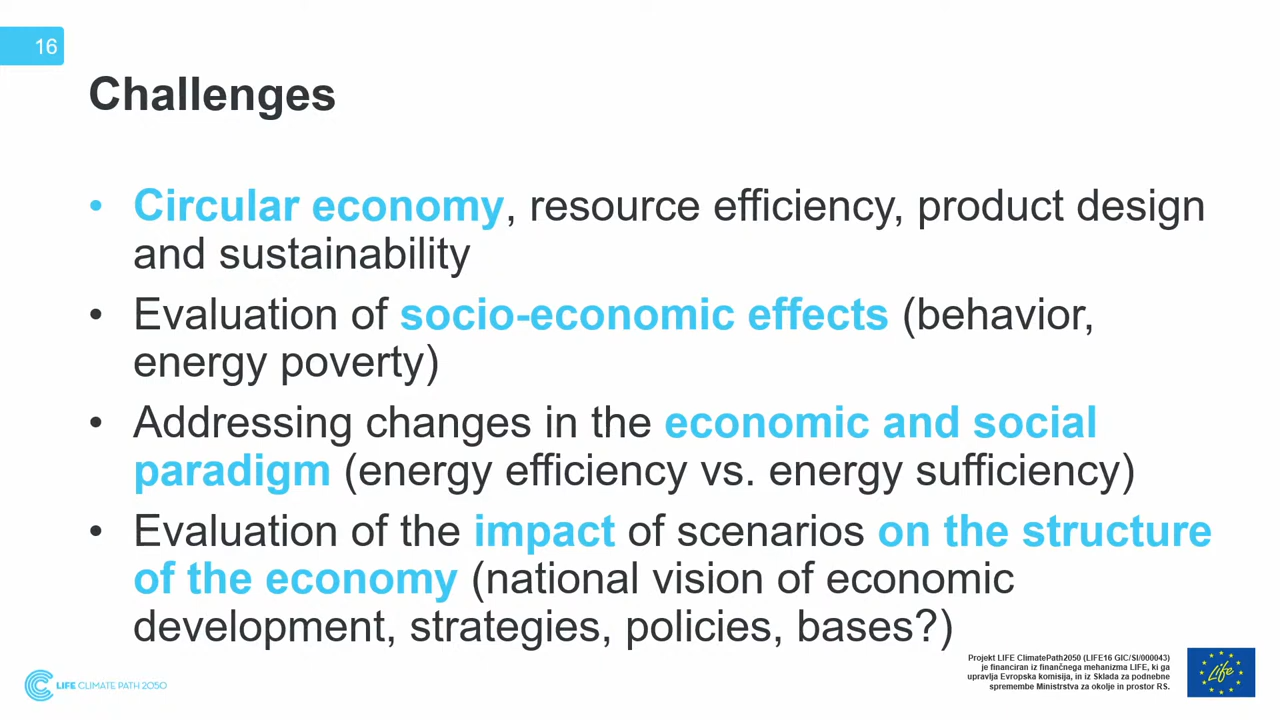 16
Challenges
• Circular economy, resource efficiency, product design
and sustainability
• Evaluation of socio-economic effects (behavior,
energy poverty)
• Addressing changes in the economic and social
paradigm (energy efficiency vs. energy sufficiency)
• Evaluation of the impact of scenarios on the structure
of the economy (national vision of economic
development, strategies, policies, bases?)
LIFE CLIMATE PATH 2050
Projekt LIFE ClimatePath2050 (LIFE16 GIC/SI/000043)
je financiran iz finančnega mehanizma LIFE, ki ga
upravlja Evropska komisija, in iz Sklada za podnebne
spremembe Ministrstva za okolje in prostor RS.
Life